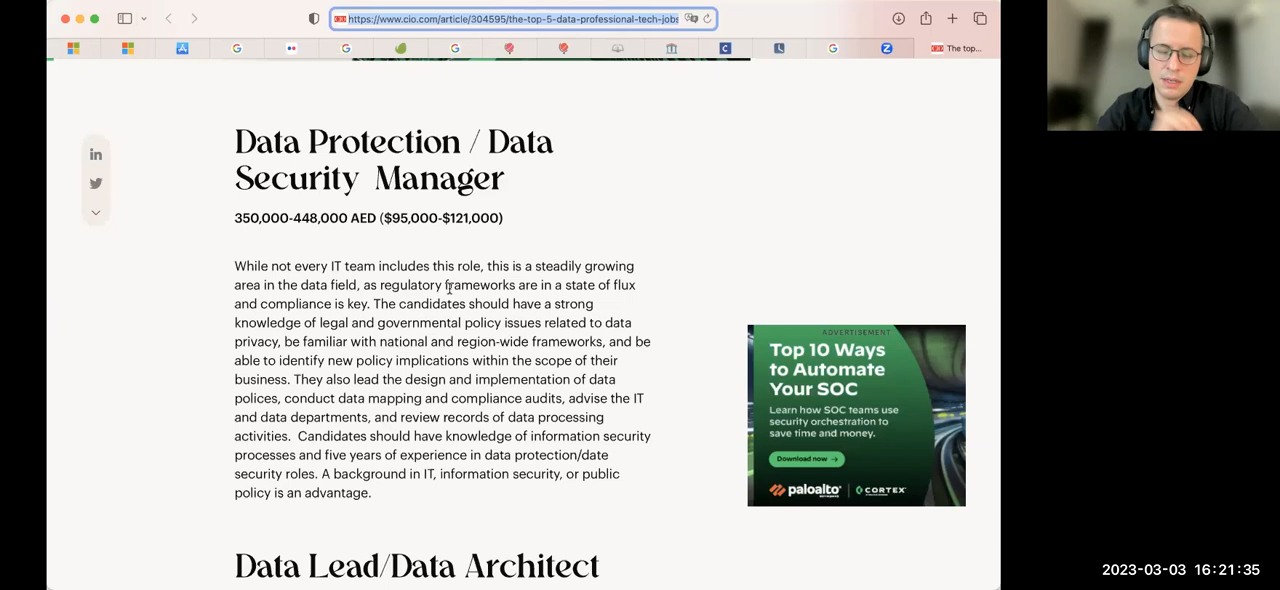 https://www.cio.com/article/304595/the-top-5-data-professional-tech-jobs
The top...
Data Protection / Data
Security Manager
350,000-448,000 AED ($95,000-$121,000)
While not every IT team includes this role, this is a steadily growing
area in the data field, as regulatory frameworks are in a state of flux
and compliance is key. The candidates should have a strong
knowledge of legal and governmental policy issues related to data
privacy, be familiar with national and region-wide frameworks, and be
able to identify new policy implications within the scope of their
business. They also lead the design and implementation of data
polices, conduct data mapping and compliance audits, advise the IT
and data departments, and review records of data processing
activities.  Candidates should have knowledge of information security
processes and five years of experience in data protection/date
security roles. A background in IT, information security, or public
policy is an advantage.
Data Lead/Data Architect
ADVERTISEMENT
Top 10 Ways
to Automate
Your SOC
Learn how SOC teams use
security orchestration to
save time and money.
Download now →
paloalto
CORTEX
2023-03-03 16:21:35